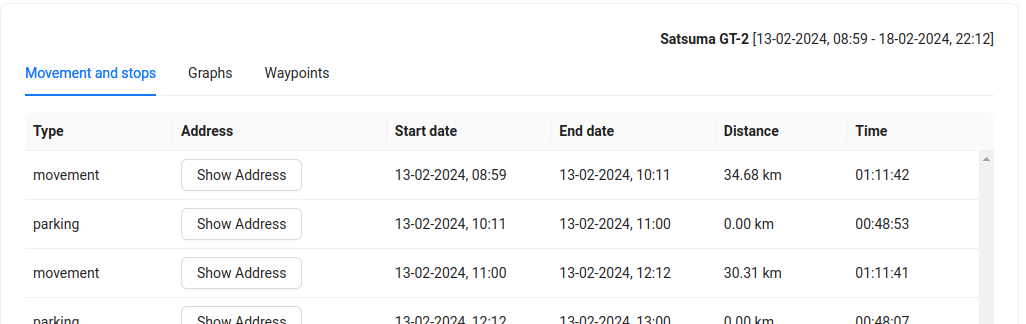 Satsuma GT-2 [13-02-2024, 08:59 - 18-02-2024, 22:12]
Movement and stops Graphs Waypoints
Type Address Start date End date Distance Time
movement Show Address 13-02-2024, 08:59 13-02-2024, 10:11 34.68 km 01:11:42
parking Show Address 13-02-2024, 10:11 13-02-2024, 11:00 0.00 km 00:48:53
movement Show Address 13-02-2024, 11:00 13-02-2024, 12:12 30.31 km 01:11:41
parking Show Address 13-02-2024, 12:12 13-02-2024, 13:00 0.00 km 00:48:07